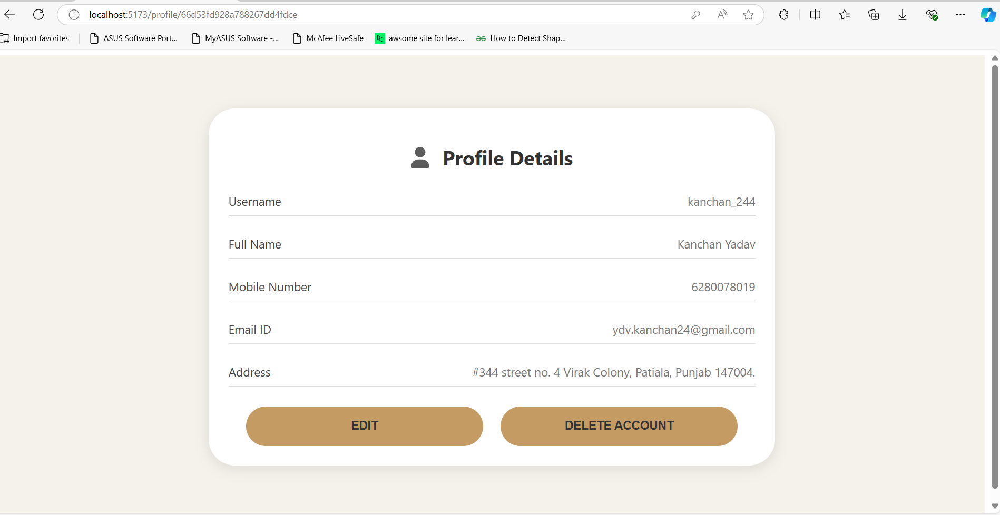 localhost:5173/profile/66d53fd928a788267dd4fdce
Import favorites ASUS Software Port... MyASUS Software -... McAfee LiveSafe awsome site for lear... How to Detect Shap...
Profile Details
Username kanchan_244
Full Name Kanchan Yadav
Mobile Number 6280078019
Email ID ydv.kanchan24@gmail.com
Address #344 street no. 4 Virak Colony, Patiala, Punjab 147004.
EDIT DELETE ACCOUNT